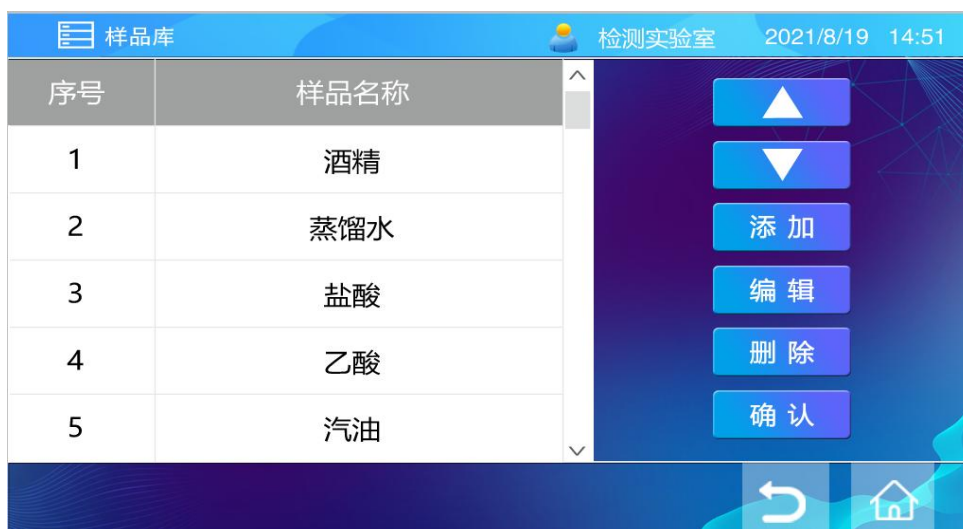 样品库 检测实验室 2021/8/19 14:51
序号 样品名称
1 酒精
2 蒸馏水
3 盐酸
4 乙酸
5 汽油
添加
编辑
删除
确认